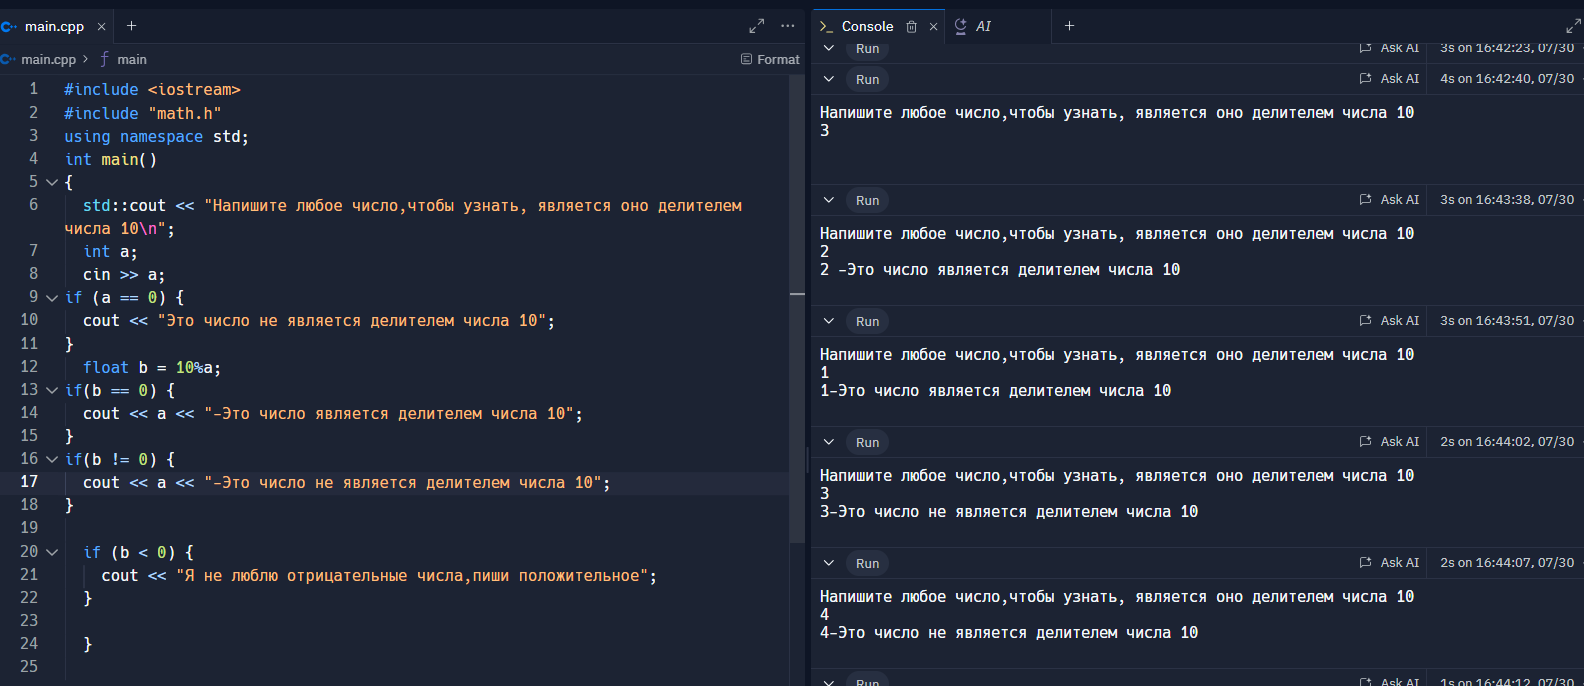 main.cpp
main.cpp > main
Format
1 #include <iostream>
2 #include "math.h"
3 using namespace std;
4 int main()
5 {
6 std::cout << "Напишите любое число,чтобы узнать, является оно делителем
числа 10\n";
7 int a;
8 cin >> a;
9 if (a == 0) {
10 cout << "Это число не является делителем числа 10";
11 }
12 float b = 10%a;
13 if(b == 0) {
14 cout << a << "-Это число является делителем числа 10";
15 }
16 if(b != 0) {
17 cout << a << "-Это число не является делителем числа 10";
18 }
19
20 if (b < 0) {
21 cout << "Я не люблю отрицательные числа,пиши положительное";
22 }
23
24 }
25
Console
AI
Run Ask AI 3s on 16:42:23, 07/30
Run Ask AI 4s on 16:42:40, 07/30
Напишите любое число,чтобы узнать, является оно делителем числа 10
3
Run Ask AI 3s on 16:43:38, 07/30
Напишите любое число,чтобы узнать, является оно делителем числа 10
2
2 -Это число является делителем числа 10
Run Ask AI 3s on 16:43:51, 07/30
Напишите любое число,чтобы узнать, является оно делителем числа 10
1
1-Это число является делителем числа 10
Run Ask AI 2s on 16:44:02, 07/30
Напишите любое число,чтобы узнать, является оно делителем числа 10
3
3-Это число не является делителем числа 10
Run Ask AI 2s on 16:44:07, 07/30
Напишите любое число,чтобы узнать, является оно делителем числа 10
4
4-Это число не является делителем числа 10
Run Ask AI 1s on 16:44:12, 07/30